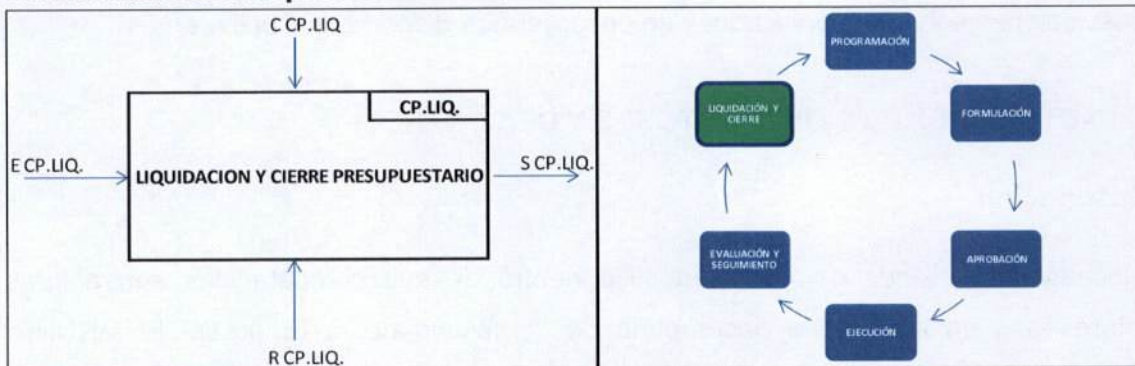 C CP.LIQ.
CP.LIQ.
E CP.LIQ.
LIQUIDACION Y CIERRE PRESUPUESTARIO
S CP.LIQ.
R CP.LIQ.
PROGRAMACIÓN
FORMULACIÓN
APROBACIÓN
EJECUCIÓN
EVALUACIÓN Y
SEGUIMIENTO
LIQUIDACIÓN Y
CIERRE